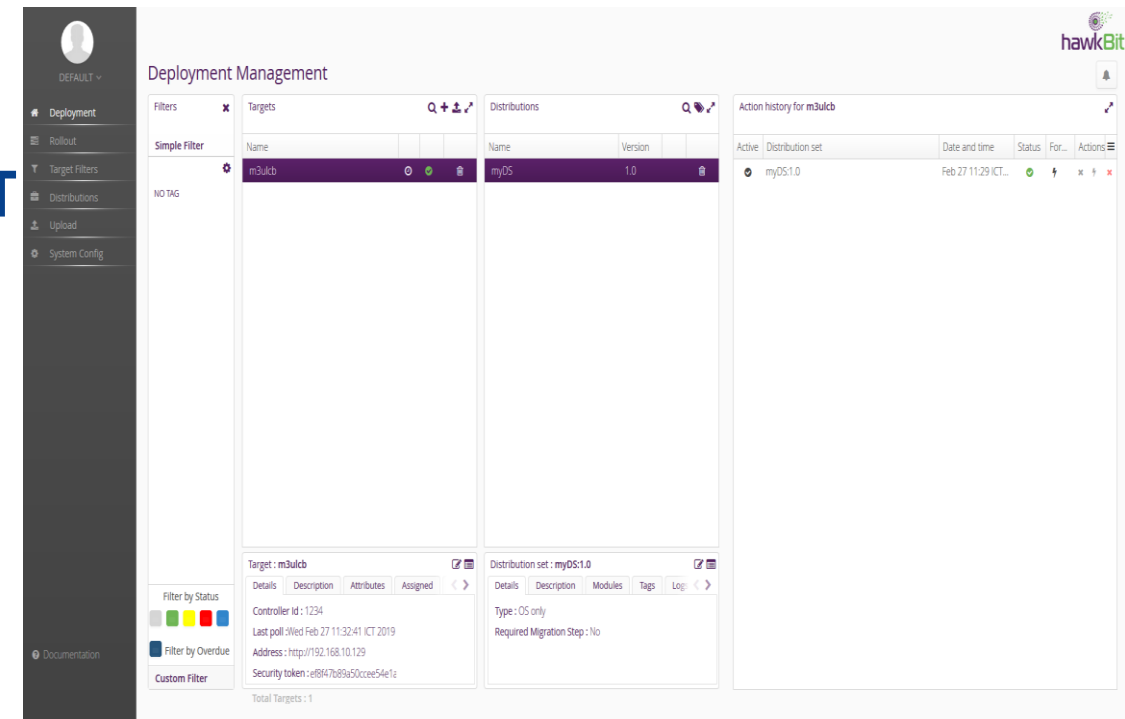 hawkBit
DEFAULT
Deployment Management
Deployment
Rollout
Target Filters
Distributions
Upload
System Config
Documentation
Filters
Simple Filter
NO TAG
Filter by Status
Filter by Overdue
Custom Filter
Targets
Name
m3ulcb
Target : m3ulcb
Details Description Attributes Assigned
Controller Id : 1234
Last poll :Wed Feb 27 11:32:41 ICT 2019
Address : http://192.168.10.129
Security token : ef8f47b89a50ccee54e1a
Total Targets : 1
Distributions
Name Version
myDS 1.0
Distribution set : myDS:1.0
Details Description Modules Tags Log
Type : OS only
Required Migration Step : No
Action history for m3ulcb
Active Distribution set Date and time Status For... Actions
myDS:1.0 Feb 27 11:29 ICT...